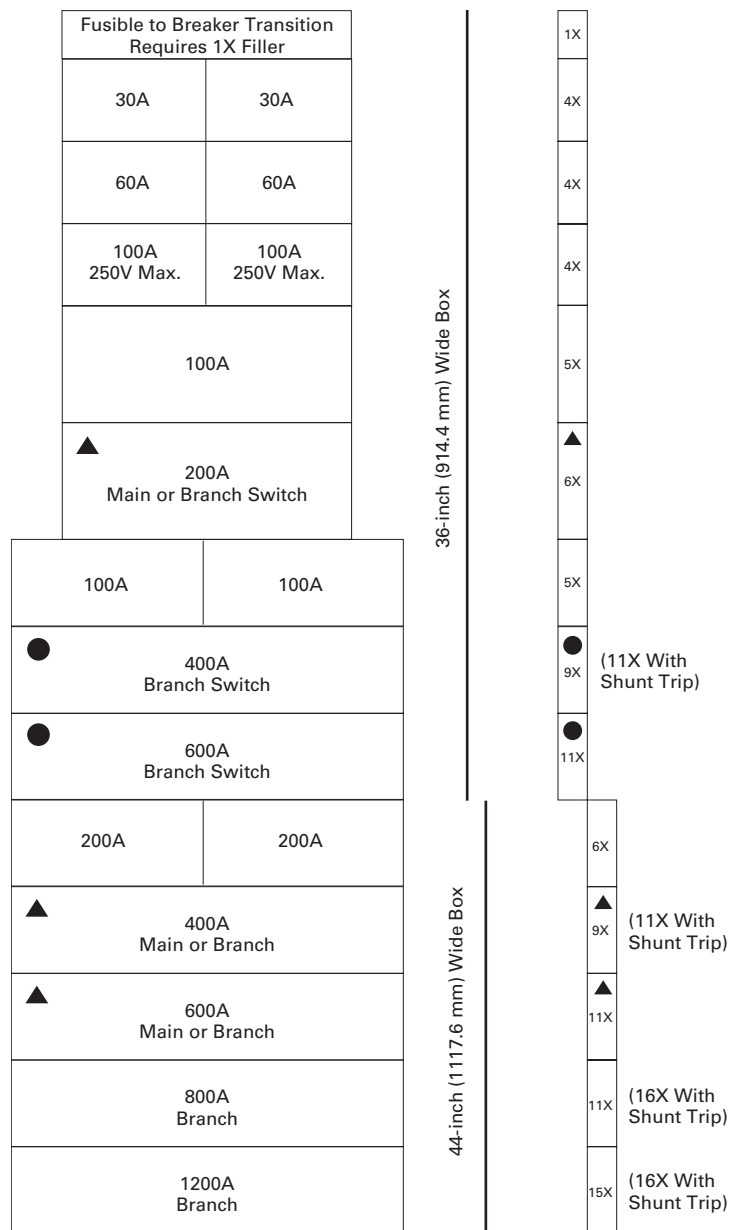 Fusible to Breaker Transition
Requires 1X Filler
1X
30A
30A
4X
60A
60A
4X
100A
250V Max.
100A
250V Max.
4X
100A
5X
200A
Main or Branch Switch
6X
36-inch (914.4 mm) Wide Box
100A
100A
5X
400A
Branch Switch
9X
(11X With
Shunt Trip)
600A
Branch Switch
11X
200A
200A
6X
44-inch (1117.6 mm) Wide Box
400A
Main or Branch
9X
(11X With
Shunt Trip)
600A
Main or Branch
11X
800A
Branch
11X
(16X With
Shunt Trip)
1200A
Branch
15X
(16X With
Shunt Trip)